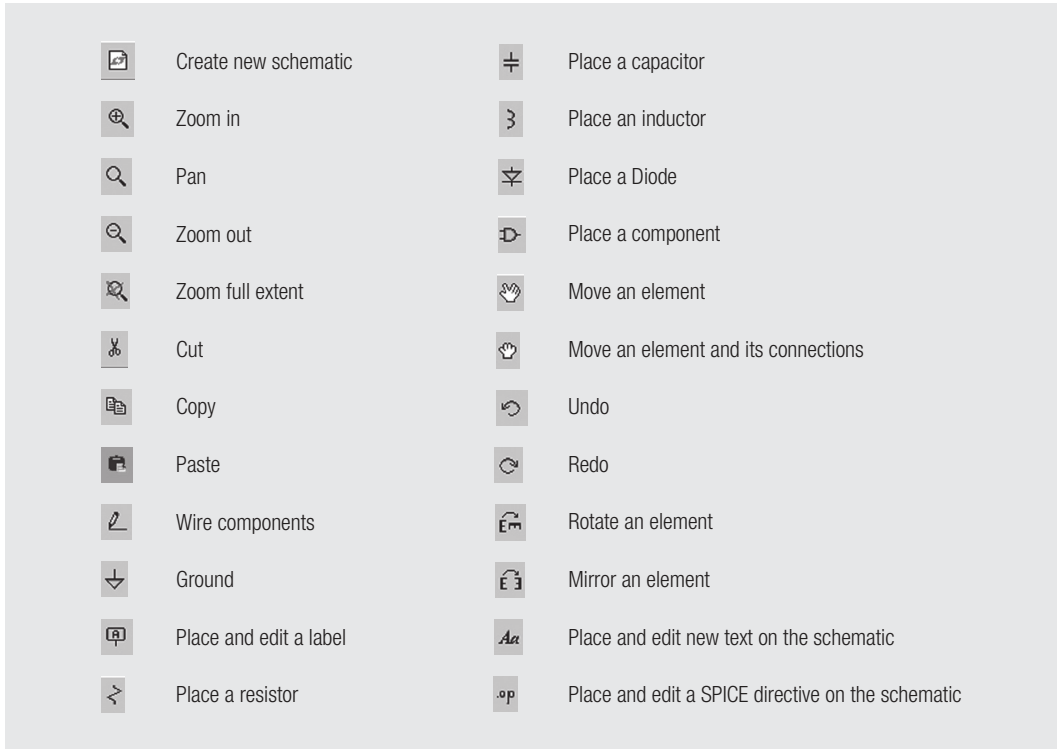 Create new schematic
Zoom in
Pan
Zoom out
Zoom full extent
Cut
Copy
Paste
Wire components
Ground
A Place and edit a label
Place a resistor
Place a capacitor
Place an inductor
Place a Diode
Place a component
Move an element
Move an element and its connections
Undo
Redo
E E Rotate an element
E E Mirror an element
Aa Place and edit new text on the schematic
.op Place and edit a SPICE directive on the schematic